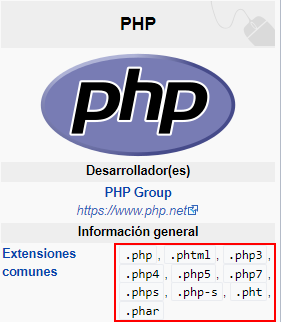 PHP
php
Desarrollador(es)
PHP Group
https://www.php.net
Información general
Extensiones comunes
.php, .phtml, .php3,
.php4, .php5, .php7,
.phps, .php-s, .pht,
.phar